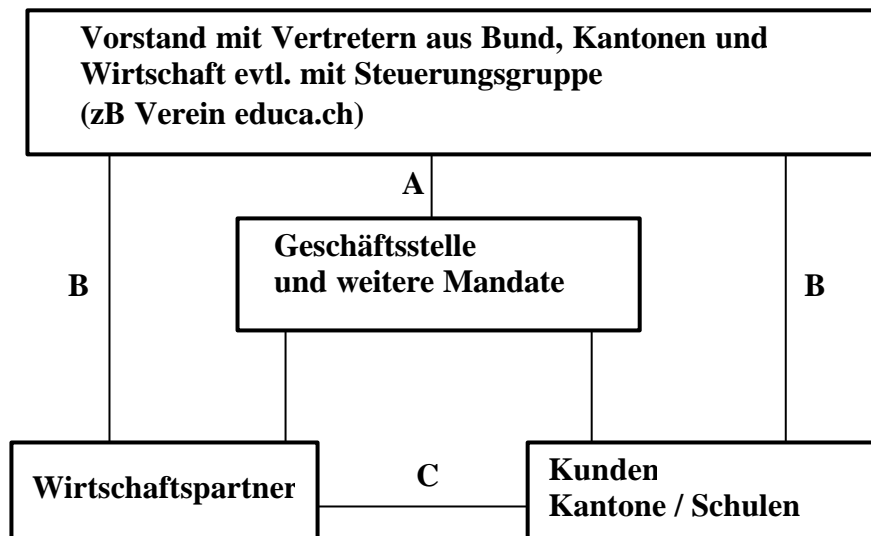 Vorstand mit Vertretern aus Bund, Kantonen und
Wirtschaft evtl. mit Steuerungsgruppe
(zB Verein educa.ch)
A
Geschäftsstelle
und weitere Mandate
B
B
Wirtschaftspartner
C
Kunden
Kantone / Schulen